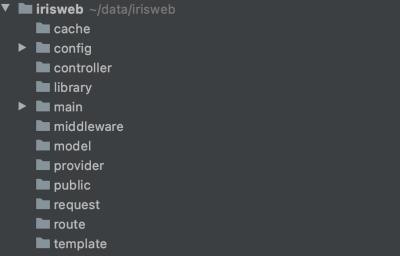 irisweb ~/data/irisweb
cache
config
controller
library
main
middleware
model
provider
public
request
route
template